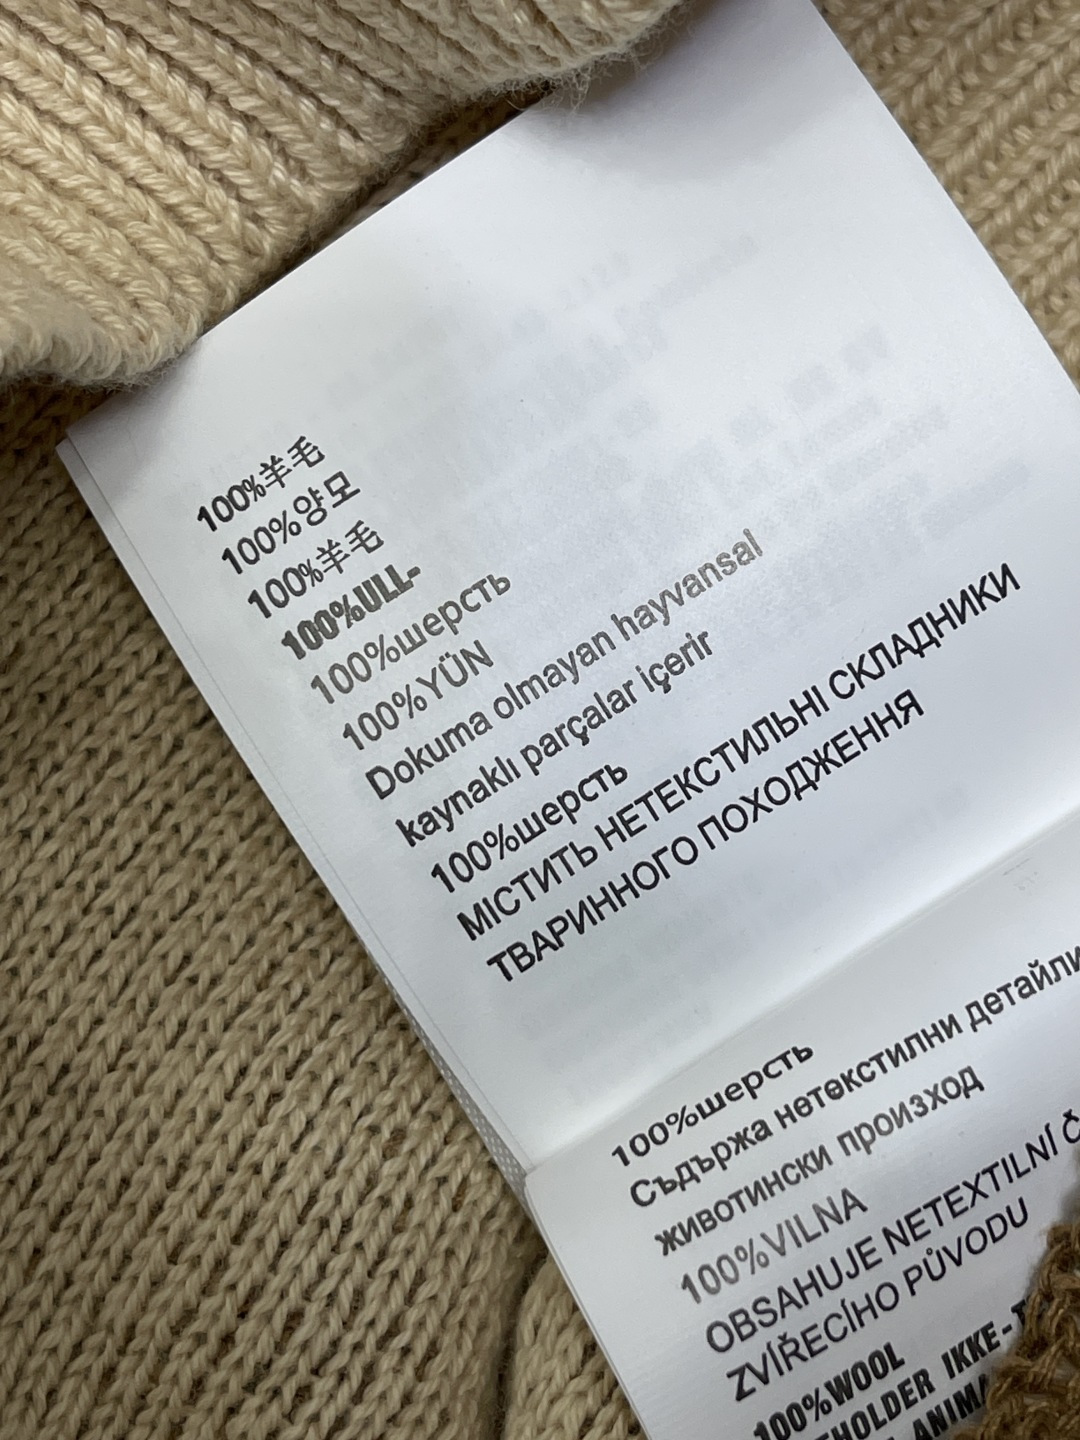 100%羊毛
100%양모
100%羊毛
100%ULL-
100%шерсть
100%YÜN
Dokuma olmayan hayvansal
kaynaklı parçalar içerir
100%шерсть
МІСТИТЬ НЕТЕКСТИЛЬНІ СКЛАДНИКИ
ТВАРИННОГО ПОХОДЖЕННЯ
100%шерсть
Съдържа нетекстилни детайли
животински произход
100%VILNA
OBSAHUJE NETEXTILNÍ
ZVÍŘECÍHO PŮVODU
100%WOOL
IKKE-